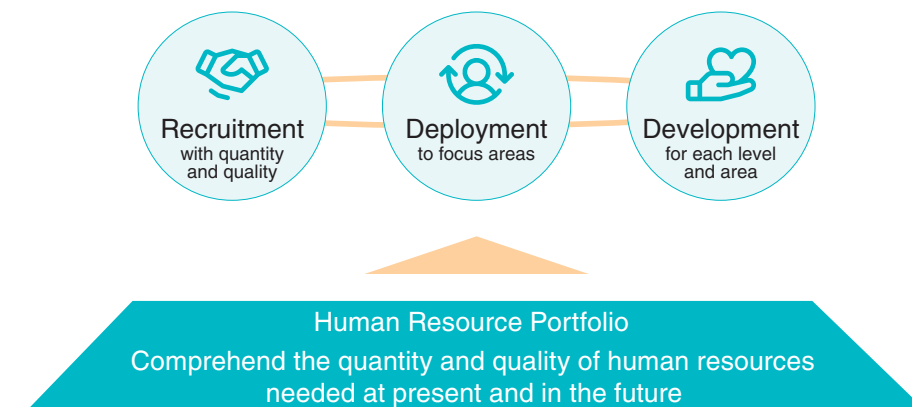 Recruitment
with quantity
and quality
Deployment
to focus areas
Development
for each level
and area
Human Resource Portfolio
Comprehend the quantity and quality of human resources
needed at present and in the future